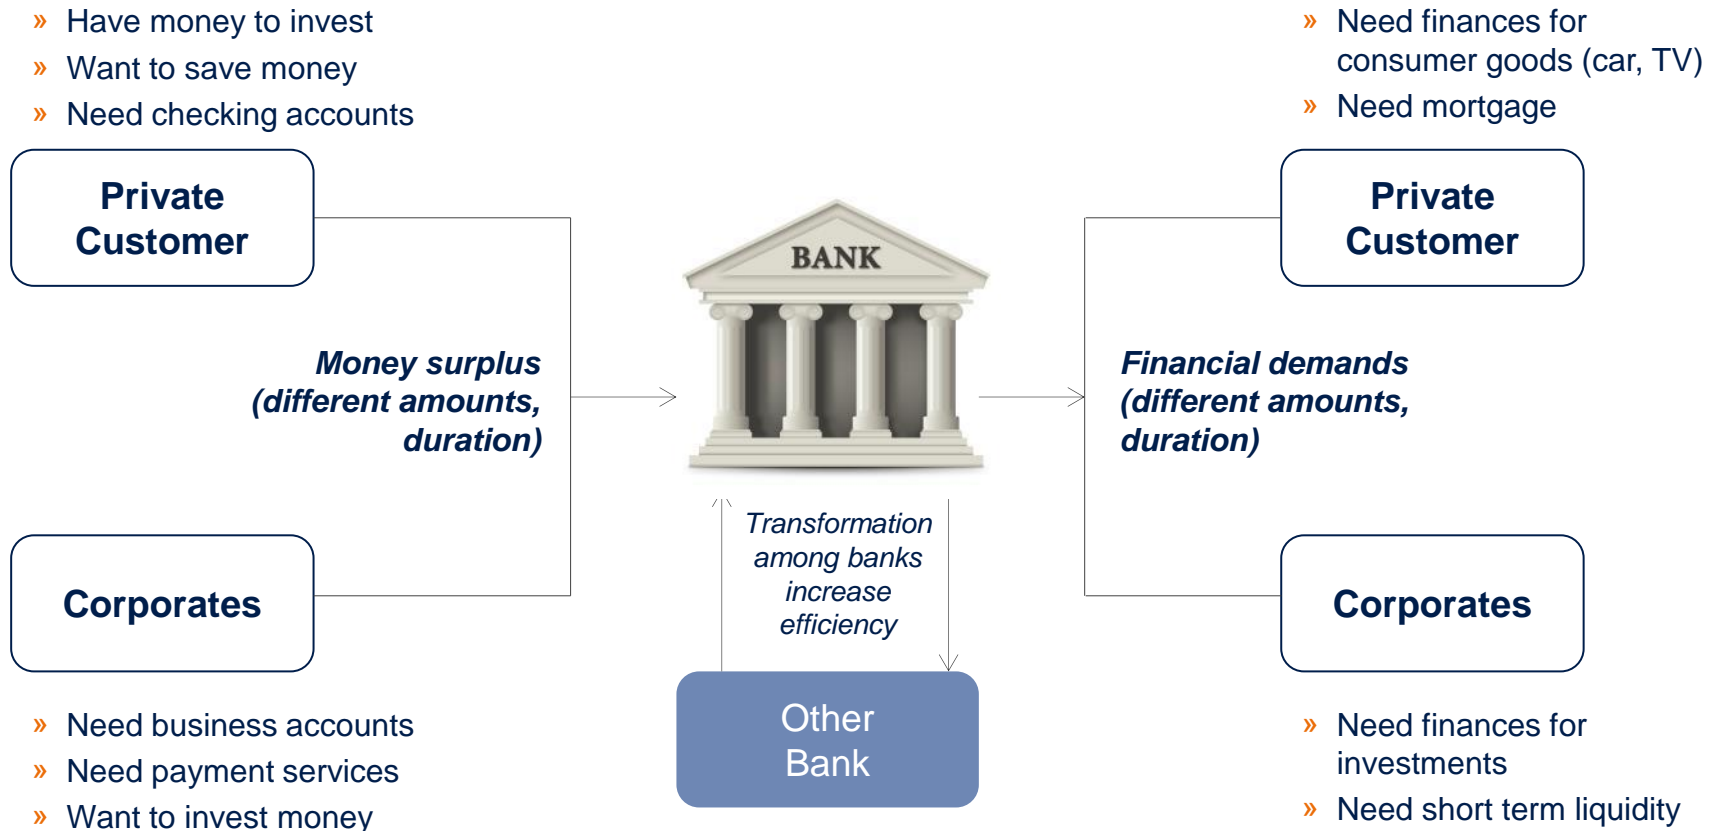 » Have money to invest
» Want to save money
» Need checking accounts
Private
Customer
Money surplus
(different amounts,
duration)
Corporates
» Need business accounts
» Need payment services
» Want to invest money
BANK
Transformation
among banks
increase
efficiency
Other
Bank
» Need finances for
consumer goods (car, TV)
» Need mortgage
Private
Customer
Financial demands
(different amounts,
duration)
Corporates
» Need finances for
investments
» Need short term liquidity